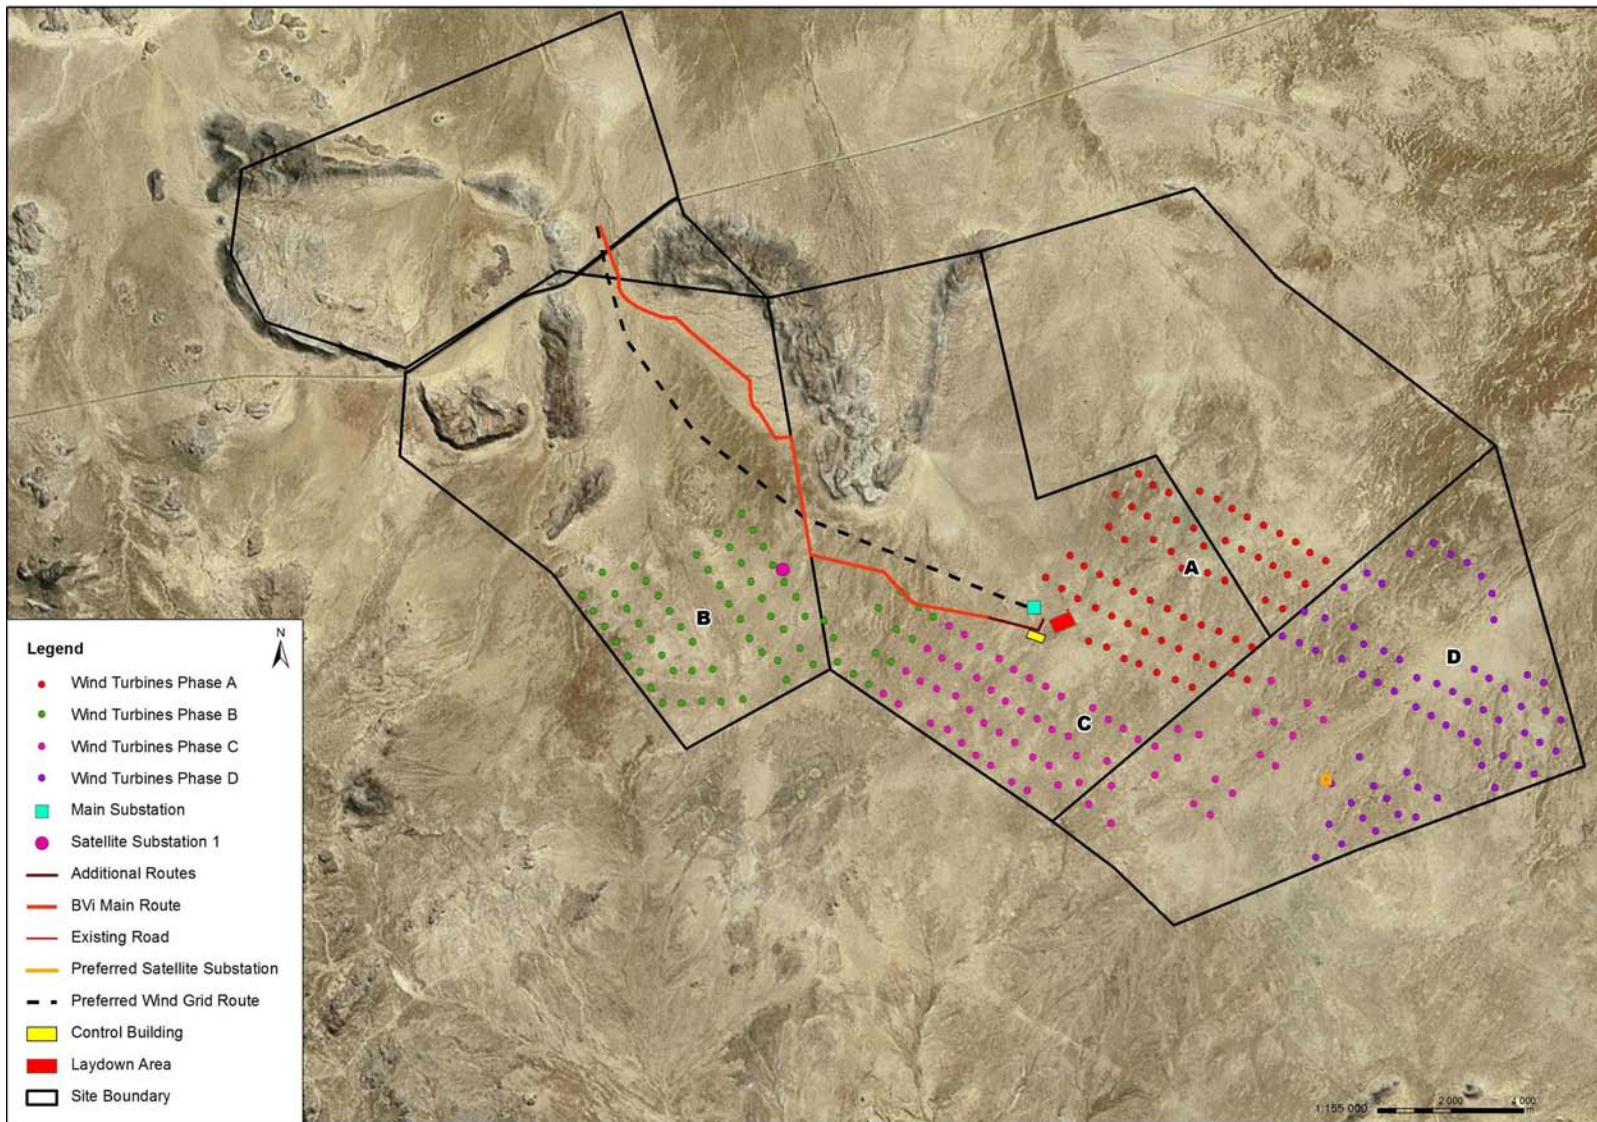 A
B
D
C
Legend
N
Wind Turbines Phase A
Wind Turbines Phase B
Wind Turbines Phase C
Wind Turbines Phase D
Main Substation
Satellite Substation 1
Additional Routes
BVi Main Route
Existing Road
Preferred Satellite Substation
Preferred Wind Grid Route
Control Building
Laydown Area
Site Boundary
1:155 000 0 2 000 4 000
m